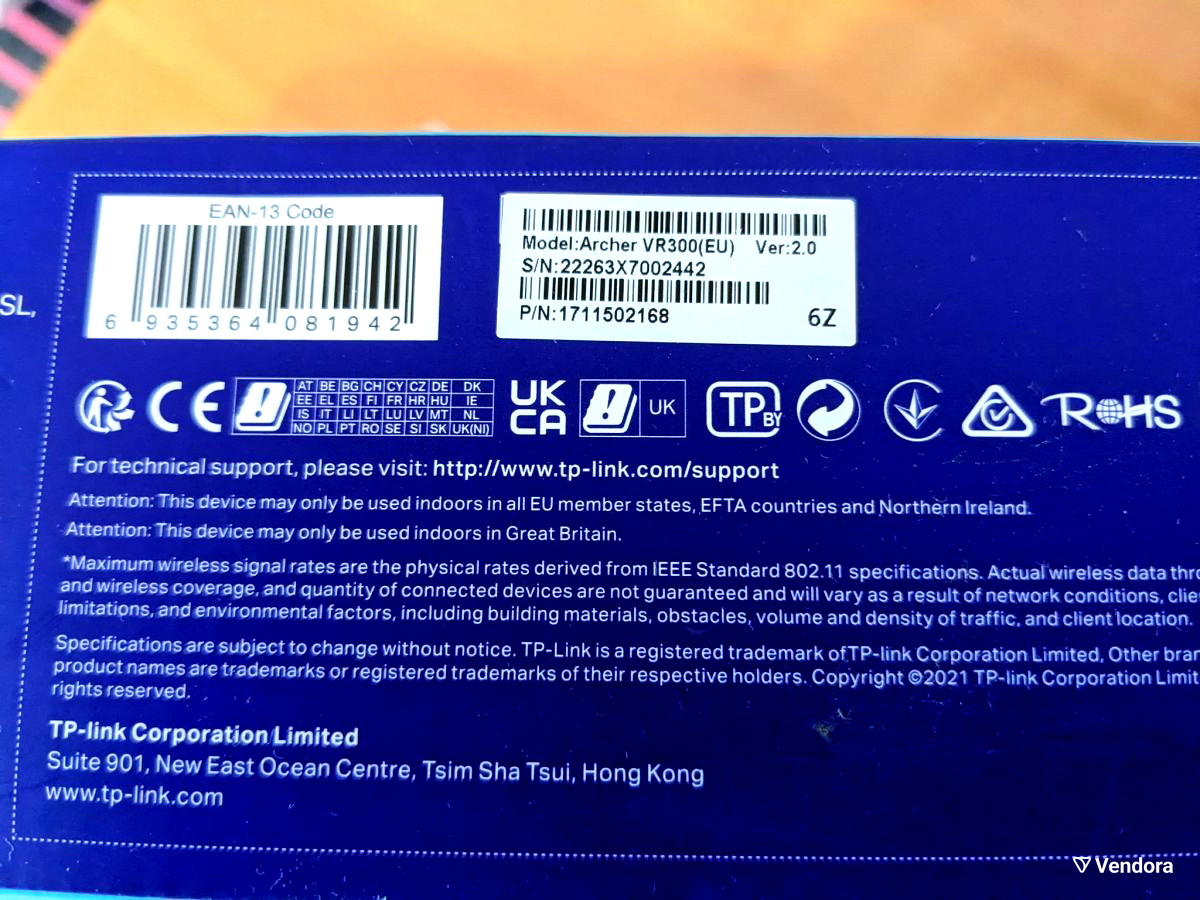 EAN-13 Code
6 935364 081942
Model:Archer VR300(EU) Ver:2.0
S/N:22263X7002442
P/N:1711502168
6Z
SL,
CE
AT BE BG CH CY CZ DE DK
EE EL ES FI FR HR HU IE
IS IT LI LT LU LV MT NL
NO PL PT RO SE SI SK UK(NI)
UK
CA
UK
TP BY
RoHS
For technical support, please visit: http://www.tp-link.com/support
Attention: This device may only be used indoors in all EU member states, EFTA countries and Northern Ireland.
Attention: This device may only be used indoors in Great Britain.
*Maximum wireless signal rates are the physical rates derived from IEEE Standard 802.11 specifications. Actual wireless data thr
and wireless coverage, and quantity of connected devices are not guaranteed and will vary as a result of network conditions, clie
limitations, and environmental factors, including building materials, obstacles, volume and density of traffic, and client location.
Specifications are subject to change without notice. TP-Link is a registered trademark ofTP-link Corporation Limited, Other bran
product names are trademarks or registered trademarks of their respective holders. Copyright ©2021 TP-link Corporation Limit
rights reserved.
TP-link Corporation Limited
Suite 901, New East Ocean Centre, Tsim Sha Tsui, Hong Kong
www.tp-link.com
Vendora